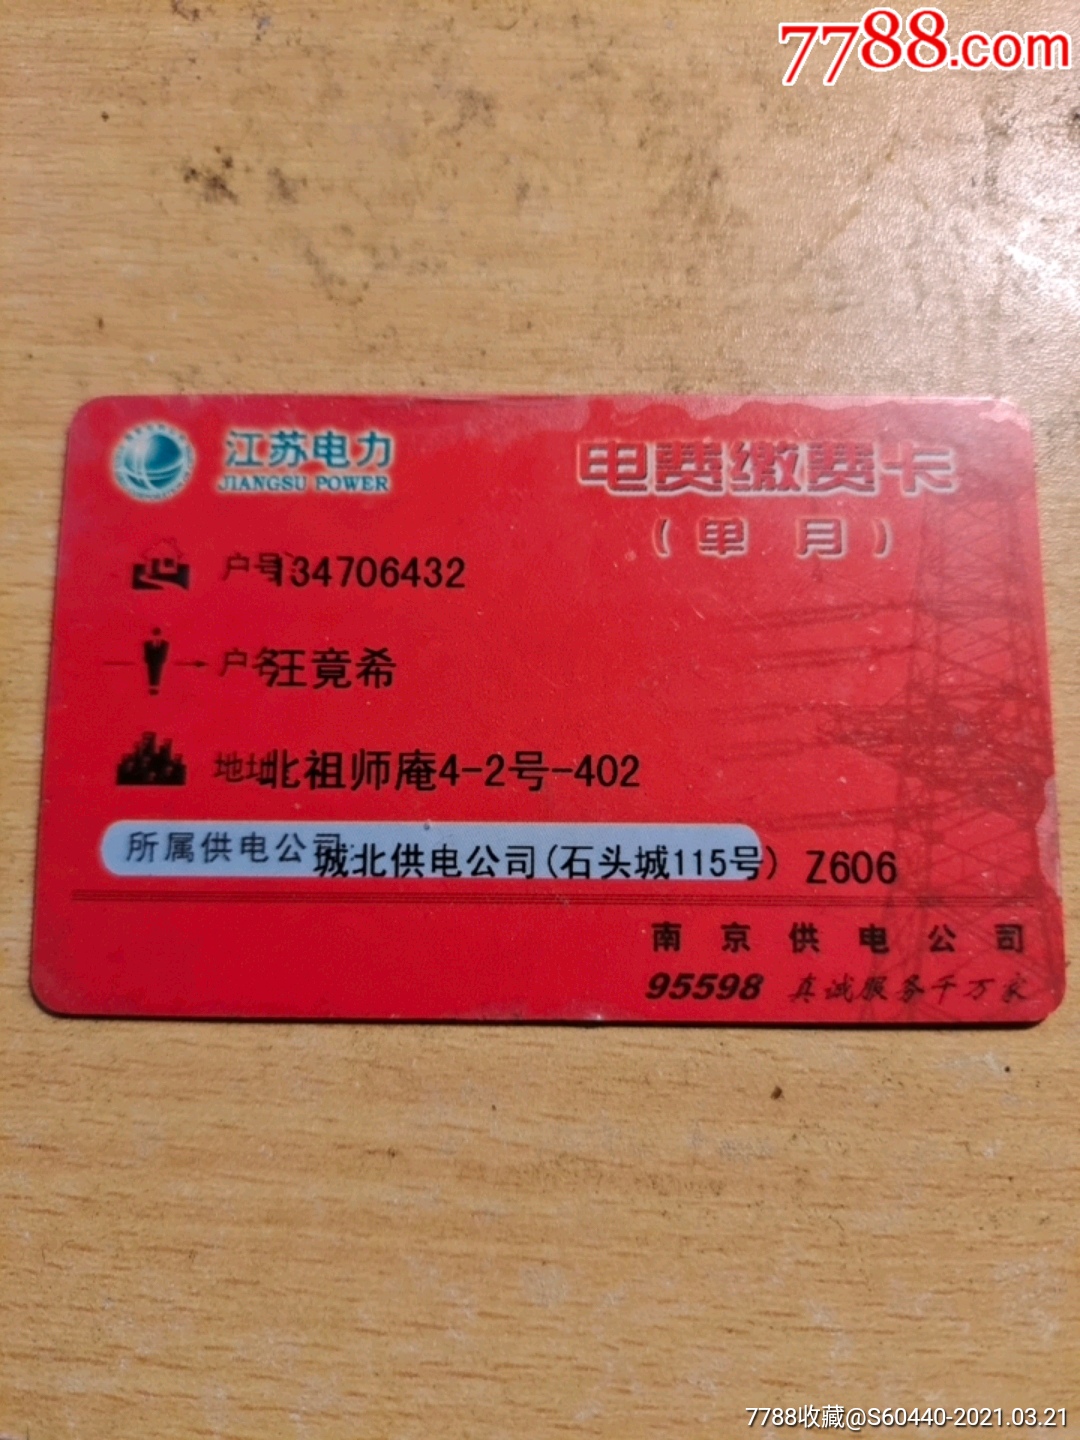 7788.com
江苏电力
JIANGSU POWER
电费缴费卡
(单 月)
户号134706432
户名汪竟希
地址北祖师庵4-2号-402
所属供电公司:城北供电公司(石头城115号) Z606
南京供电公司
95598 真诚服务千万家
7788收藏@S60440-2021.03.21